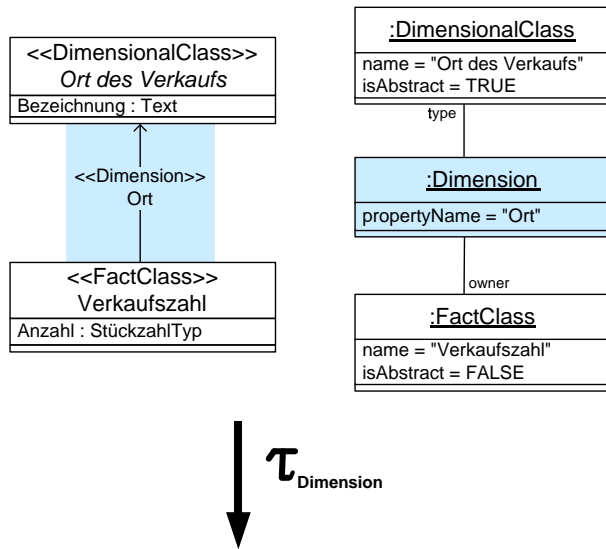 <<DimensionalClass>>
Ort des Verkaufs
Bezeichnung : Text
<<Dimension>>
Ort
<<FactClass>>
Verkaufszahl
Anzahl : StückzahlTyp
:DimensionalClass
name = "Ort des Verkaufs"
isAbstract = TRUE
type
:Dimension
propertyName = "Ort"
owner
:FactClass
name = "Verkaufszahl"
isAbstract = FALSE
τ Dimension